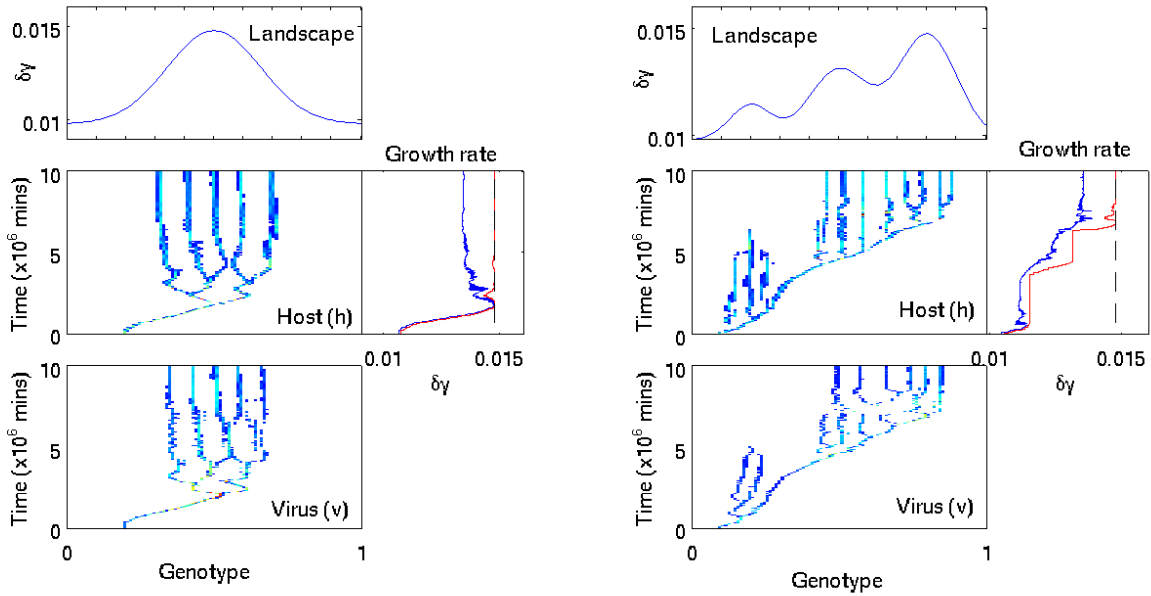 0.015
Landscape
δγ
0.01
Growth rate
10
Time (x10⁶ mins)
5
Host (h)
0
0.01
0.015
δγ
10
Time (x10⁶ mins)
5
Virus (v)
0
0
1
Genotype
0.015
Landscape
δγ
0.01
Growth rate
10
Time (x10⁶ mins)
5
Host (h)
0
0.01
0.015
δγ
10
Time (x10⁶ mins)
5
Virus (v)
0
0
1
Genotype